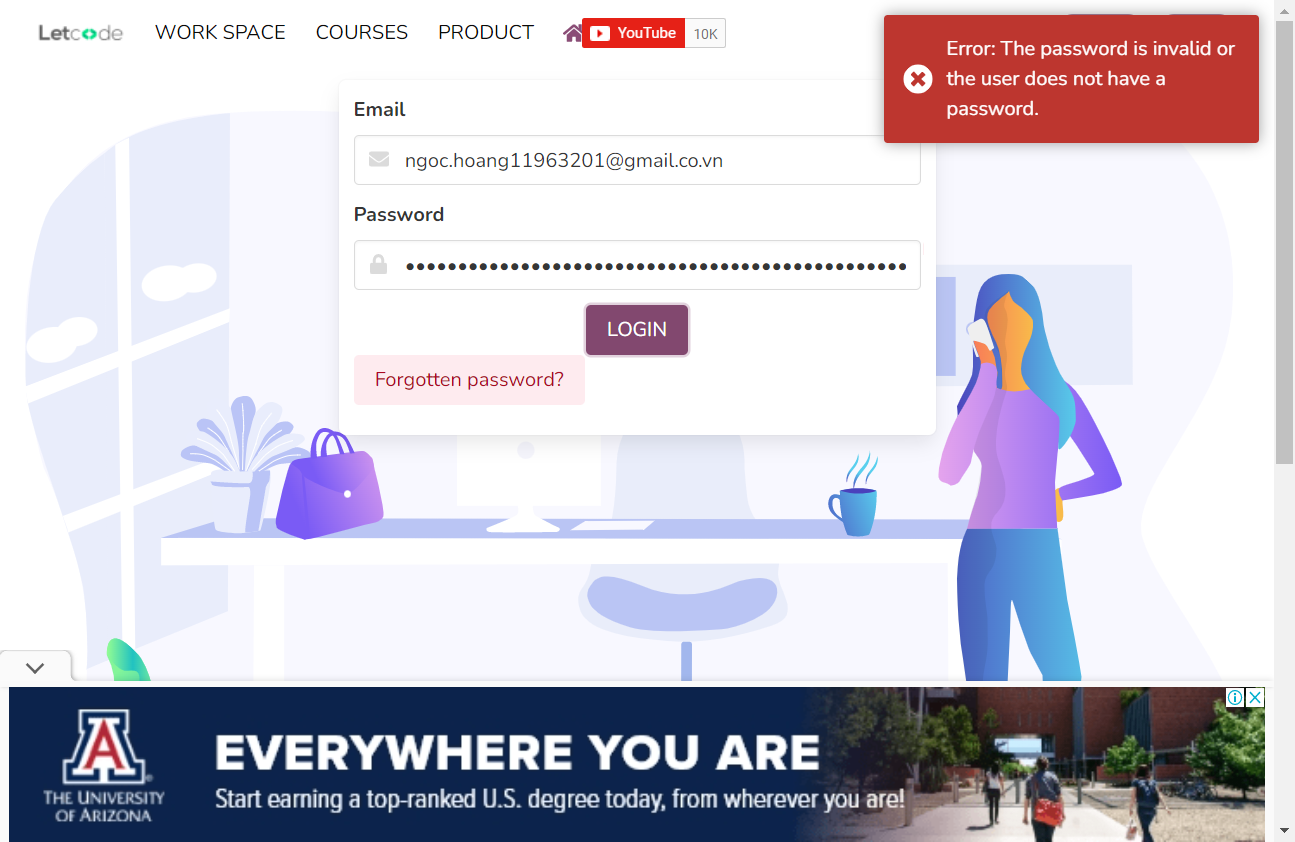 Letcode
WORK SPACE
COURSES
PRODUCT
YouTube
10K
Error: The password is invalid or
the user does not have a
password.
Email
ngoc.hoang11963201@gmail.co.vn
Password
••••••••••••••••••••••••••••••••••••••••••••••••
LOGIN
Forgotten password?
A
THE UNIVERSITY
OF ARIZONA
EVERYWHERE YOU ARE
Start earning a top-ranked U.S. degree today, from wherever you are!